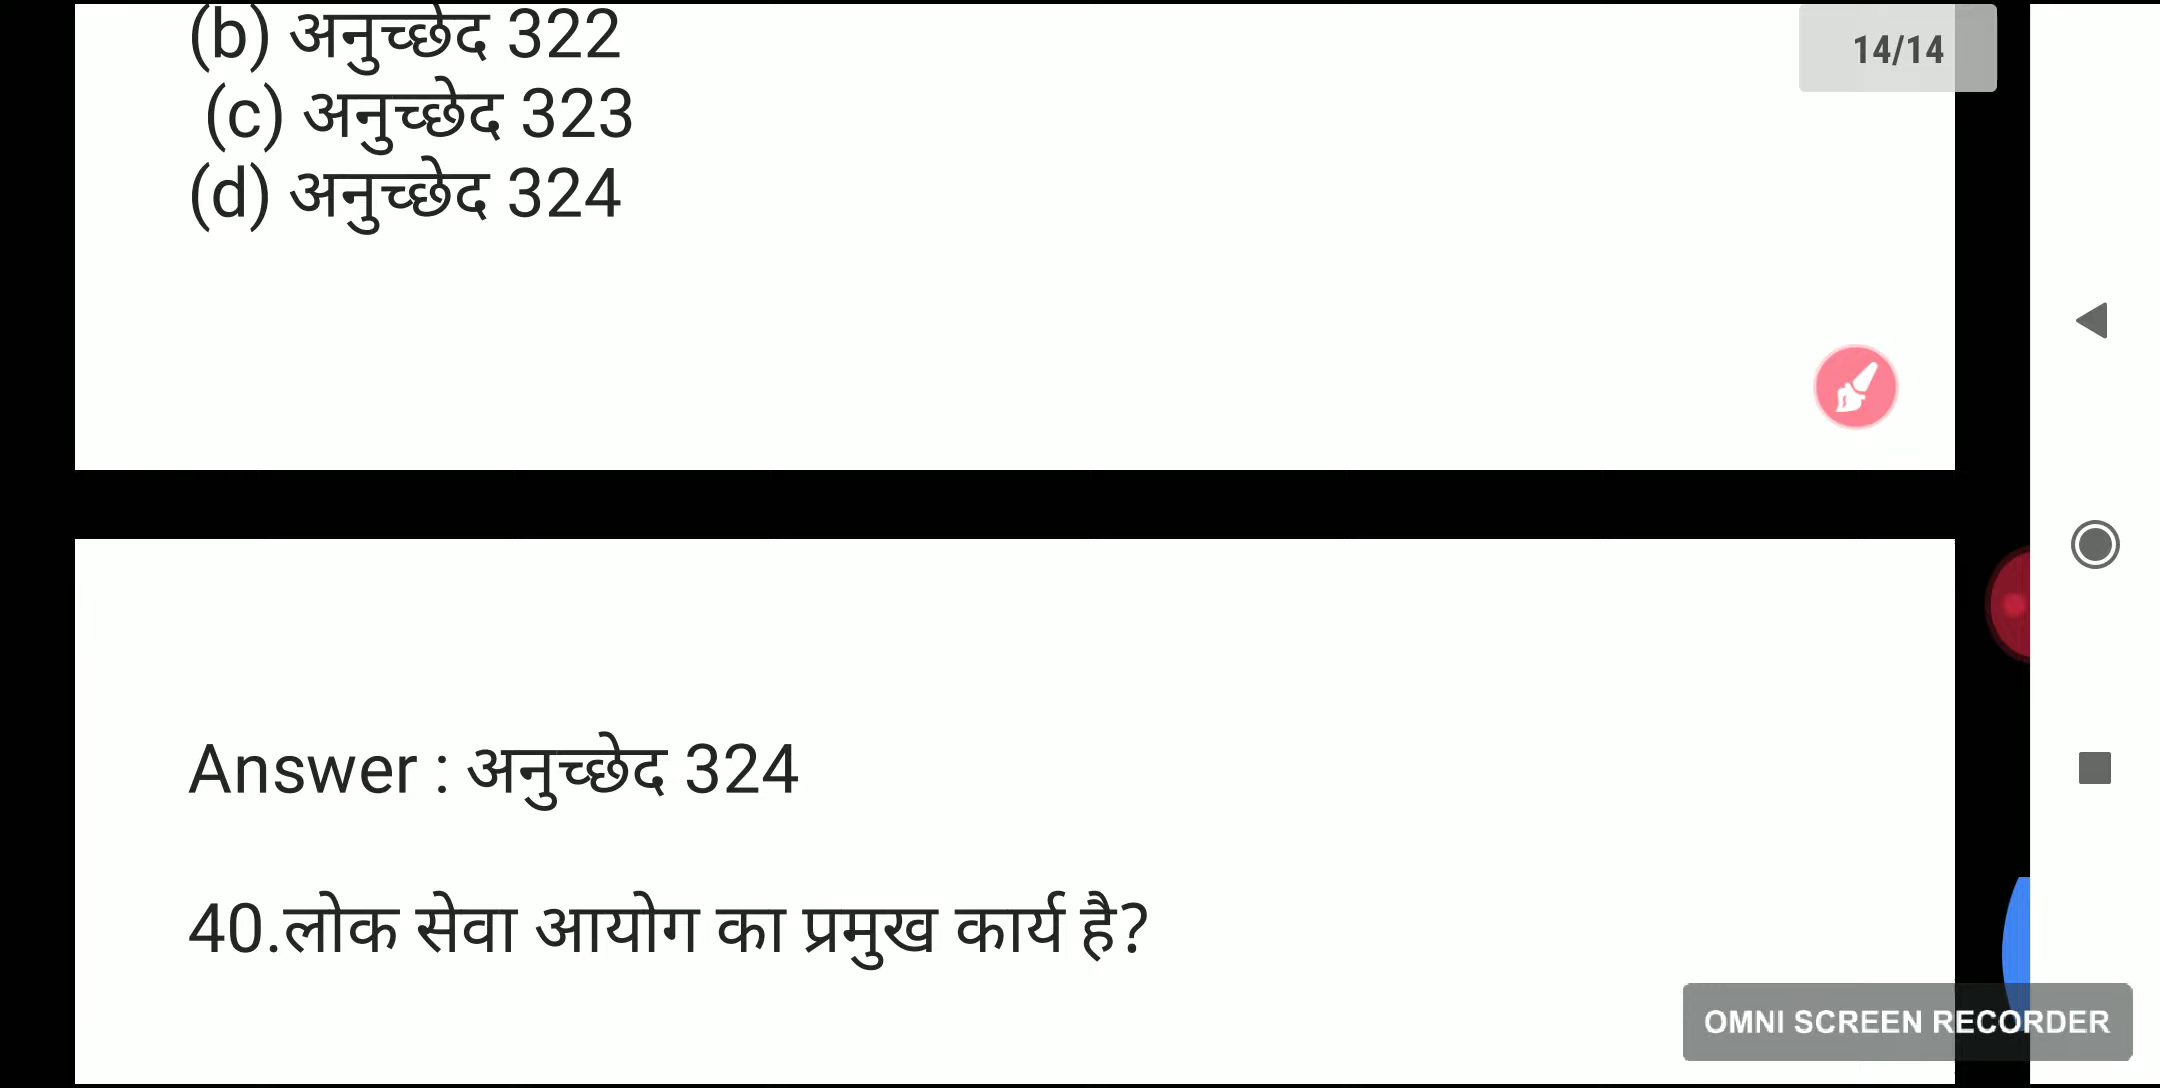 (b) अनुच्छेद 322
14/14
(c) अनुच्छेद 323
(d) अनुच्छेद 324
Answer : अनुच्छेद 324
40.लोक सेवा आयोग का प्रमुख कार्य है?
OMNI SCREEN RECORDER